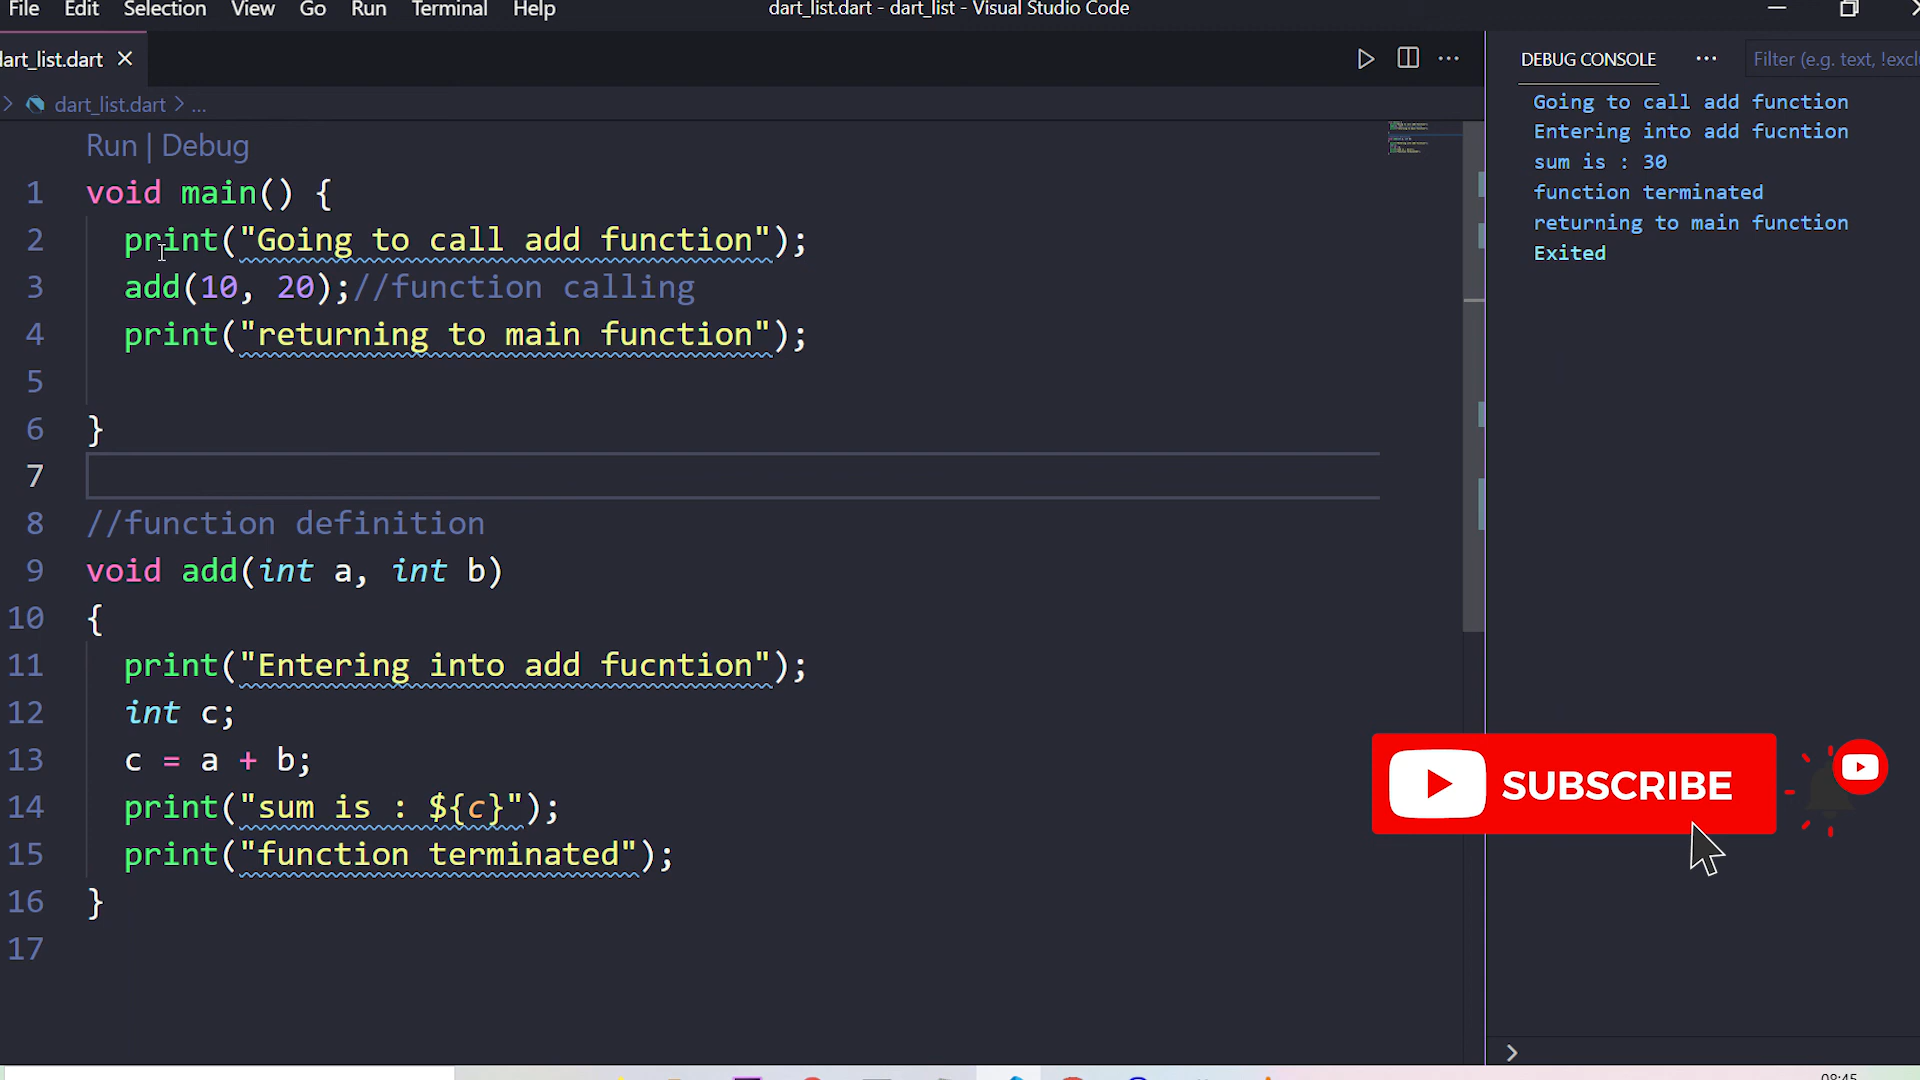 File Edit Selection View Go Run Terminal Help
dart_list.dart - dart_list - Visual Studio Code
dart_list.dart
dart_list.dart > ...
Run | Debug
1 void main() {
2 print("Going to call add function");
3 add(10, 20);//function calling
4 print("returning to main function");
5
6 }
7
8 //function definition
9 void add(int a, int b)
10 {
11 print("Entering into add fucntion");
12 int c;
13 c = a + b;
14 print("sum is : ${c}");
15 print("function terminated");
16 }
17
DEBUG CONSOLE
Filter (e.g. text, !excl
Going to call add function
Entering into add fucntion
sum is : 30
function terminated
returning to main function
Exited
SUBSCRIBE